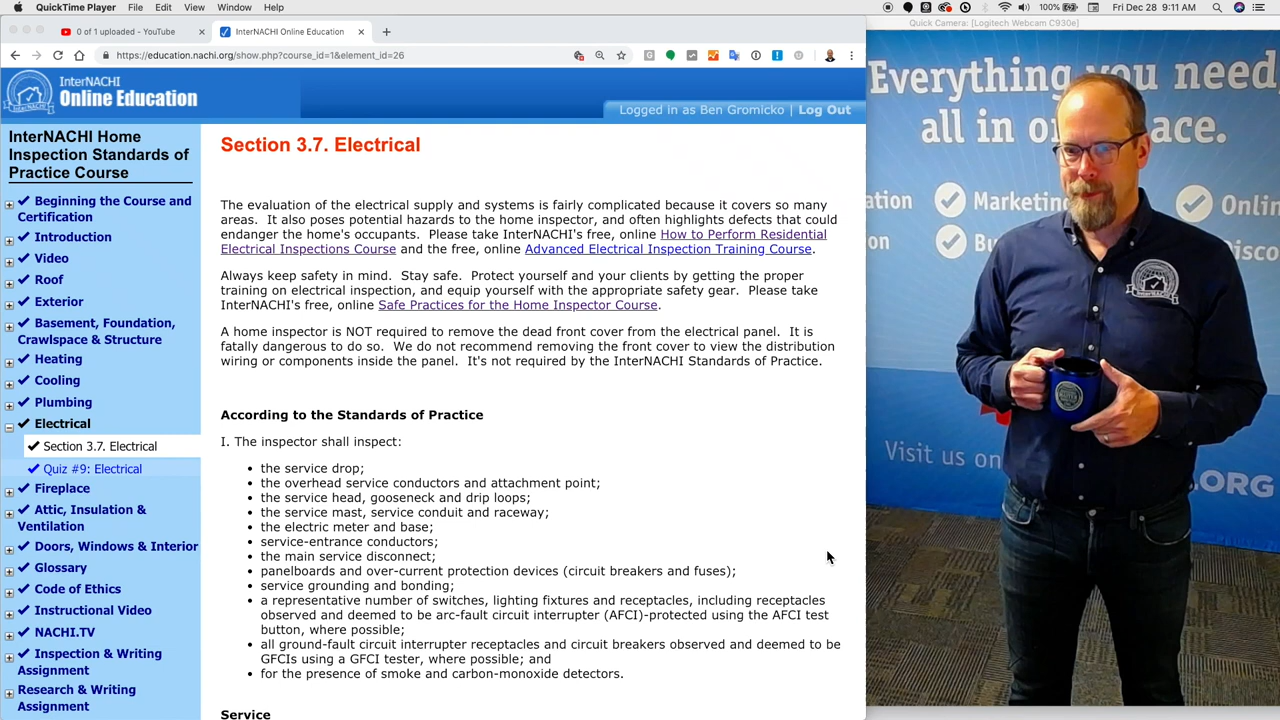 QuickTime Player File Edit View Window Help
100% Fri Dec 28 9:11 AM
0 of 1 uploaded - YouTube
InterNACHI Online Education
Quick Camera: [Logitech Webcam C930e]
https://education.nachi.org/show.php?course_id=1&element_id=26
InterNACHI
Online Education
Logged in as Ben Gromicko | Log Out
InterNACHI Home
Inspection Standards of
Practice Course
Beginning the Course and
Certification
Introduction
Video
Roof
Exterior
Basement, Foundation,
Crawlspace & Structure
Heating
Cooling
Plumbing
Electrical
Section 3.7. Electrical
Quiz #9: Electrical
Fireplace
Attic, Insulation &
Ventilation
Doors, Windows & Interior
Glossary
Code of Ethics
Instructional Video
NACHI.TV
Inspection & Writing
Assignment
Research & Writing
Assignment
Section 3.7. Electrical
The evaluation of the electrical supply and systems is fairly complicated because it covers so many
areas. It also poses potential hazards to the home inspector, and often highlights defects that could
endanger the home's occupants. Please take InterNACHI's free, online How to Perform Residential
Electrical Inspections Course and the free, online Advanced Electrical Inspection Training Course.
Always keep safety in mind. Stay safe. Protect yourself and your clients by getting the proper
training on electrical inspection, and equip yourself with the appropriate safety gear. Please take
InterNACHI's free, online Safe Practices for the Home Inspector Course.
A home inspector is NOT required to remove the dead front cover from the electrical panel. It is
fatally dangerous to do so. We do not recommend removing the front cover to view the distribution
wiring or components inside the panel. It's not required by the InterNACHI Standards of Practice.
According to the Standards of Practice
I. The inspector shall inspect:
• the service drop;
• the overhead service conductors and attachment point;
• the service head, gooseneck and drip loops;
• the service mast, service conduit and raceway;
• the electric meter and base;
• service-entrance conductors;
• the main service disconnect;
• panelboards and over-current protection devices (circuit breakers and fuses);
• service grounding and bonding;
• a representative number of switches, lighting fixtures and receptacles, including receptacles
observed and deemed to be arc-fault circuit interrupter (AFCI)-protected using the AFCI test
button, where possible;
• all ground-fault circuit interrupter receptacles and circuit breakers observed and deemed to be
GFCIs using a GFCI tester, where possible; and
• for the presence of smoke and carbon-monoxide detectors.
Service
Everything you need,
all in o ace.
Marketin
Onlin
tion
Bu
Disco
Visit us on
.ORG